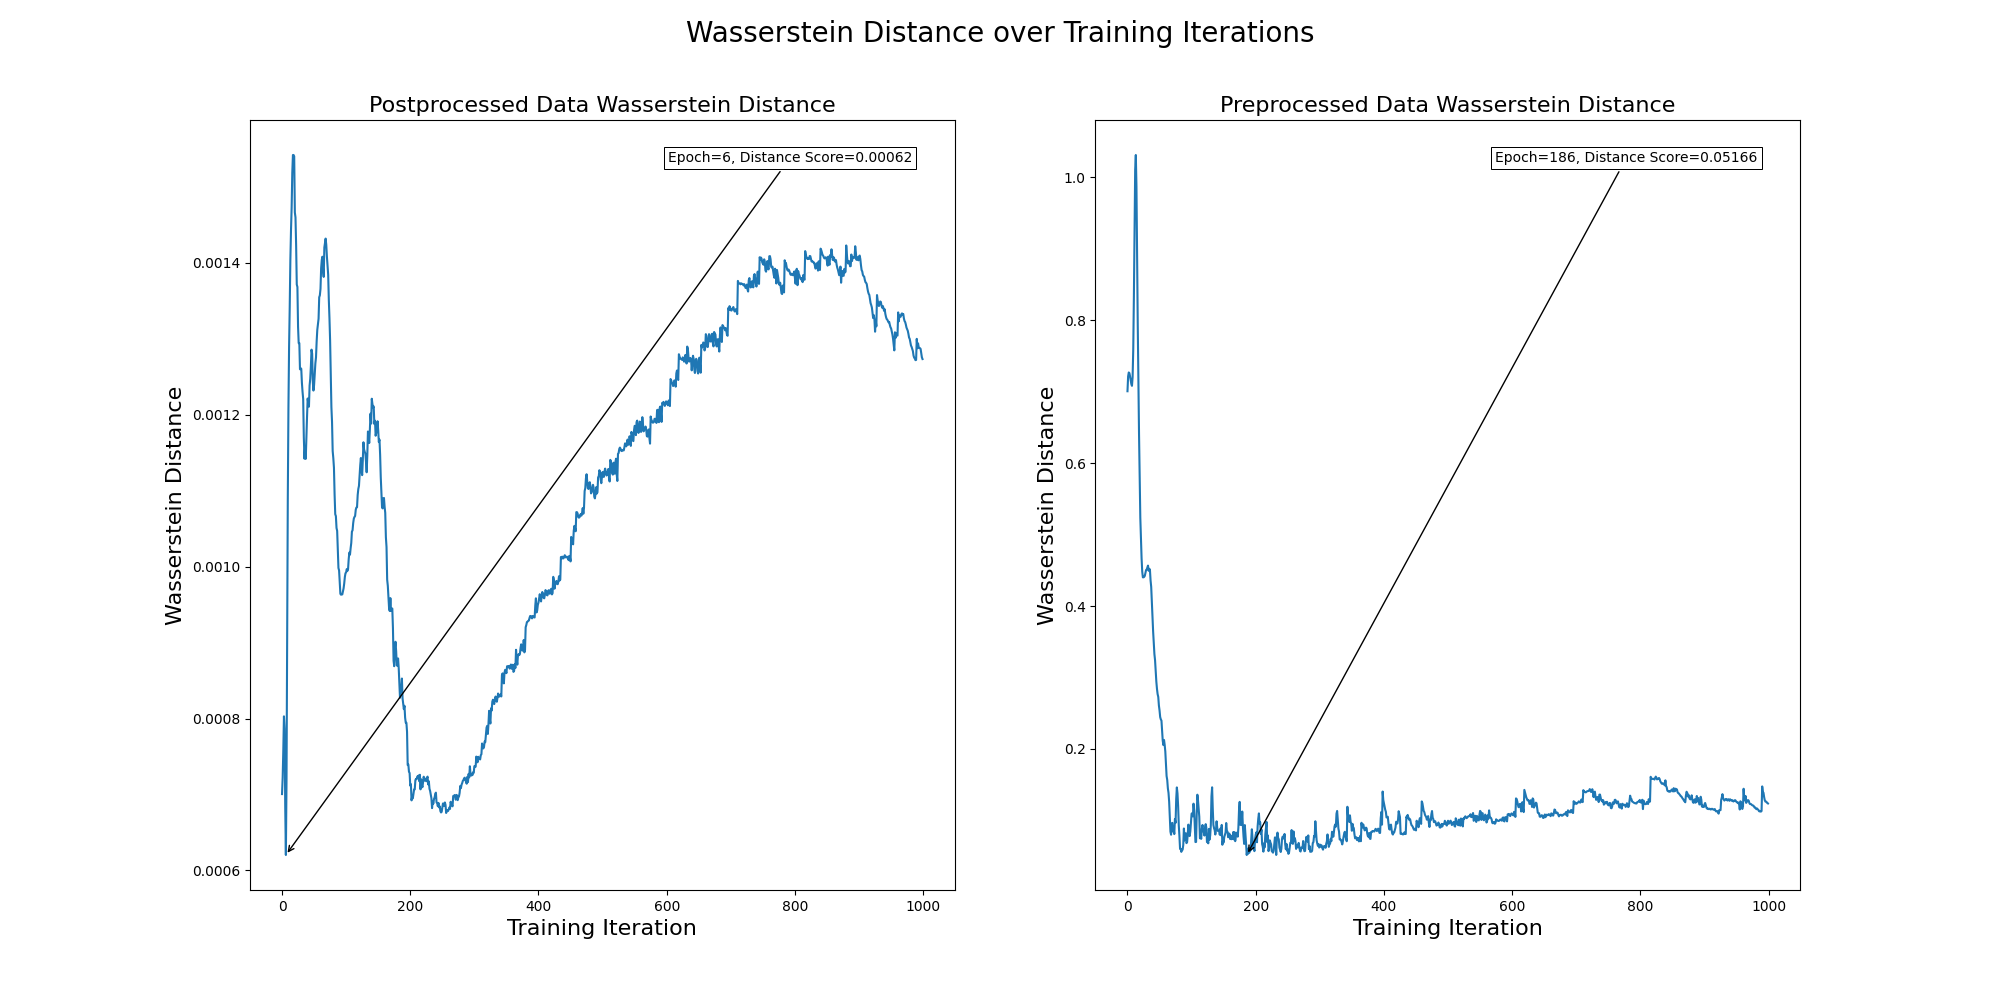 Wasserstein Distance over Training Iterations
Postprocessed Data Wasserstein Distance
Epoch=6, Distance Score=0.00062
0.0014
0.0012
0.0010
0.0008
0.0006
Wasserstein Distance
0 200 400 600 800 1000
Training Iteration
Preprocessed Data Wasserstein Distance
Epoch=186, Distance Score=0.05166
1.0
0.8
0.6
0.4
0.2
Wasserstein Distance
0 200 400 600 800 1000
Training Iteration